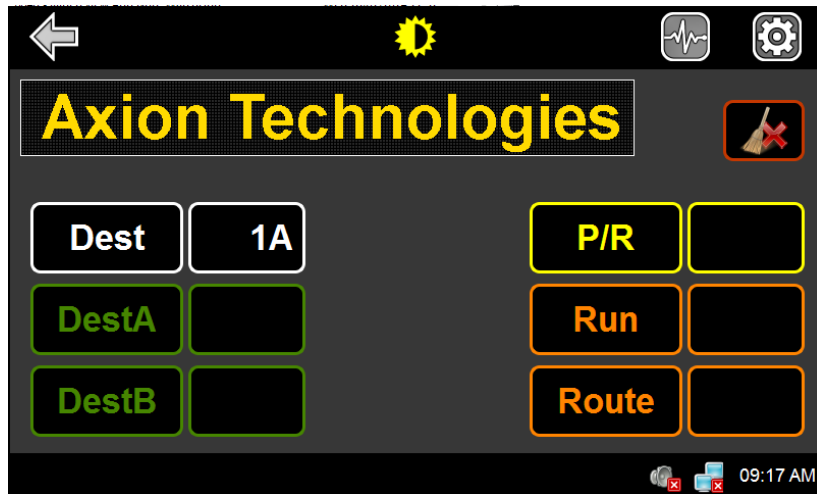 Axion Technologies
Dest 1A P/R
DestA Run
DestB Route
09:17 AM